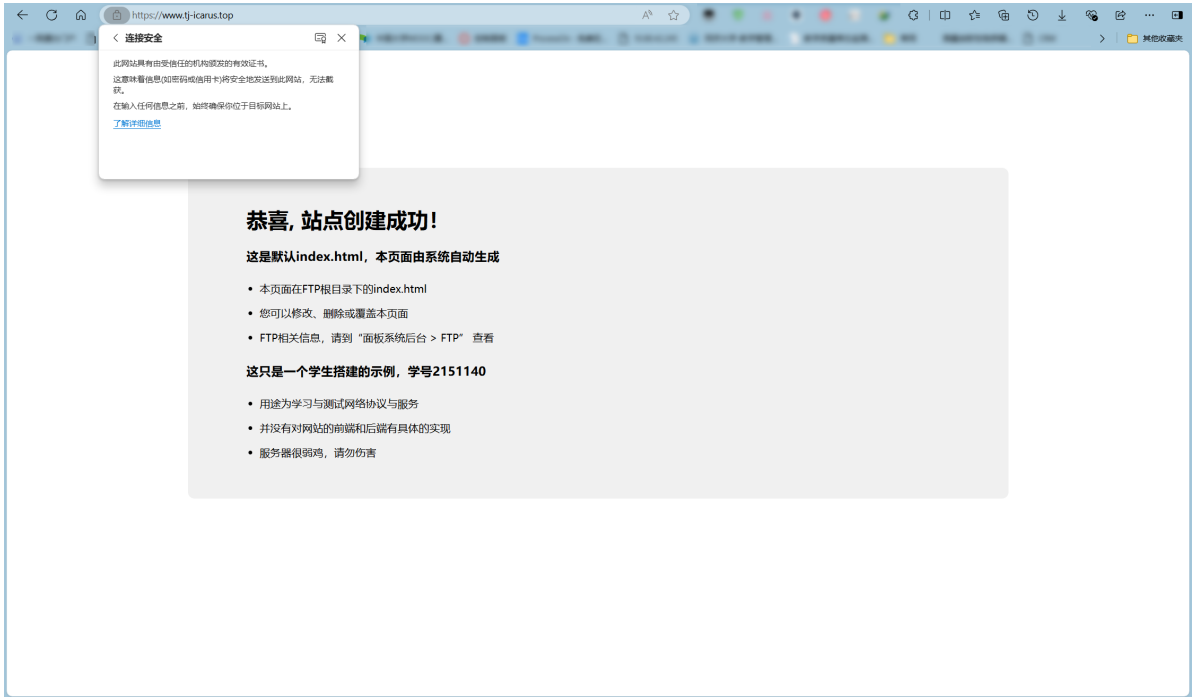 https://www.tj-icarus.top
其他收藏夹
连接安全
此网站具有由受信任的机构颁发的有效证书。
这意味着信息(如密码或信用卡)将安全地发送到此网站，无法截
获。
在输入任何信息之前，始终确保你位于目标网站上。
了解详细信息
恭喜, 站点创建成功！
这是默认index.html，本页面由系统自动生成
本页面在FTP根目录下的index.html
您可以修改、删除或覆盖本页面
FTP相关信息，请到“面板系统后台 > FTP” 查看
这只是一个学生搭建的示例，学号2151140
用途为学习与测试网络协议与服务
并没有对网站的前端和后端有具体的实现
服务器很弱鸡，请勿伤害